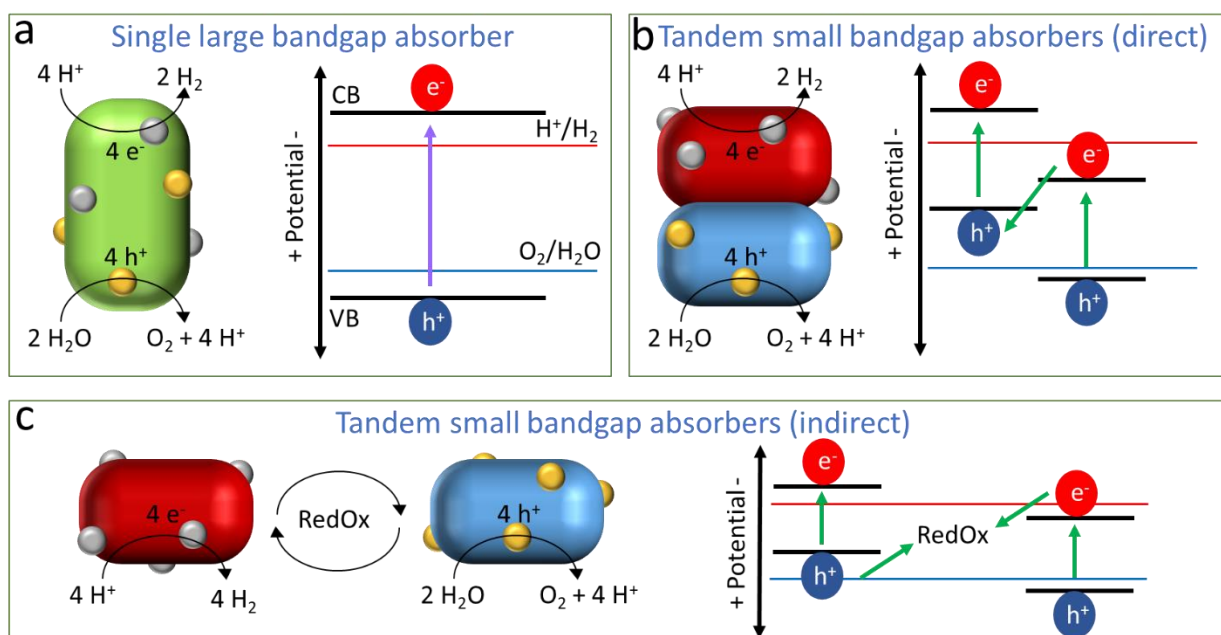 a
Single large bandgap absorber
4 H⁺
2 H₂
4 e⁻
4 h⁺
2 H₂O
O₂ + 4 H⁺
+ Potential -
CB
e⁻
H⁺/H₂
O₂/H₂O
VB
h⁺
b
Tandem small bandgap absorbers (direct)
4 H⁺
2 H₂
4 e⁻
4 h⁺
2 H₂O
O₂ + 4 H⁺
+ Potential -
e⁻
e⁻
h⁺
h⁺
c
Tandem small bandgap absorbers (indirect)
4 e⁻
4 H⁺
4 H₂
RedOx
4 h⁺
2 H₂O
O₂ + 4 H⁺
+ Potential -
e⁻
e⁻
RedOx
h⁺
h⁺